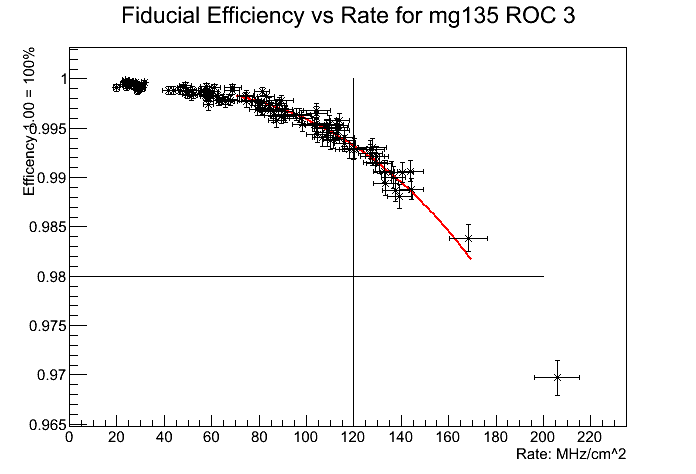 Fiducial Efficiency vs Rate for mg135 ROC 3
Efficency 1.00 = 100%
1
0.995
0.99
0.985
0.98
0.975
0.97
0.965
0 20 40 60 80 100 120 140 160 180 200 220
Rate: MHz/cm^2